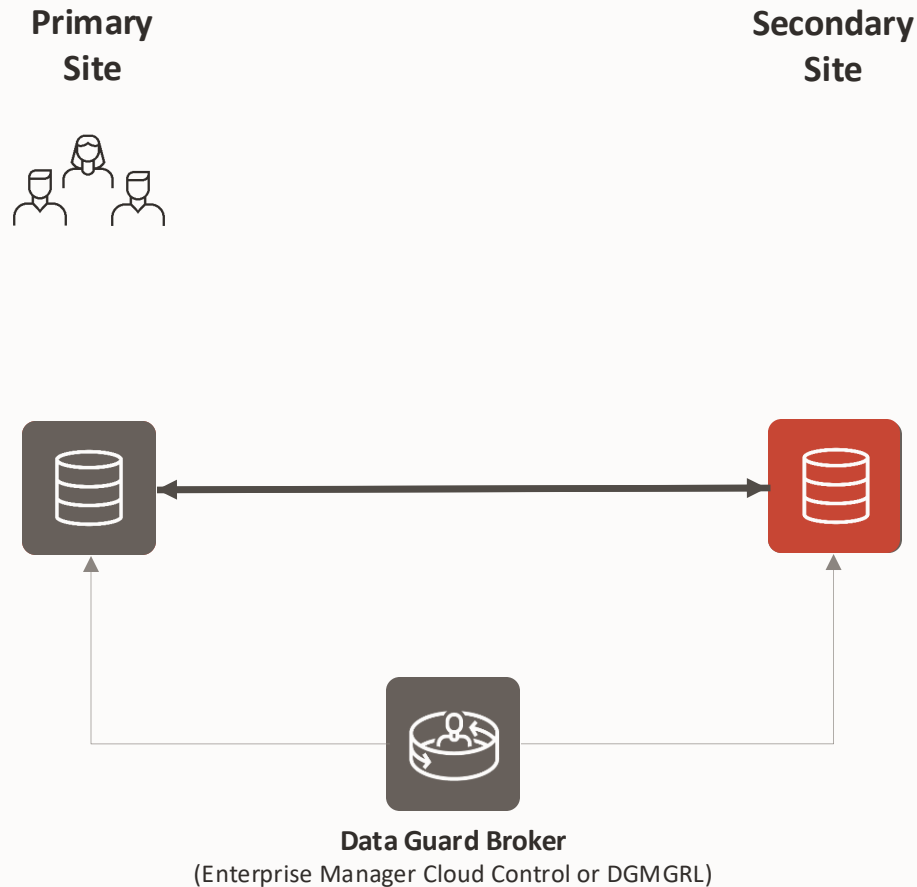 Primary
Site
Secondary
Site
Data Guard Broker
(Enterprise Manager Cloud Control or DGMGRL)